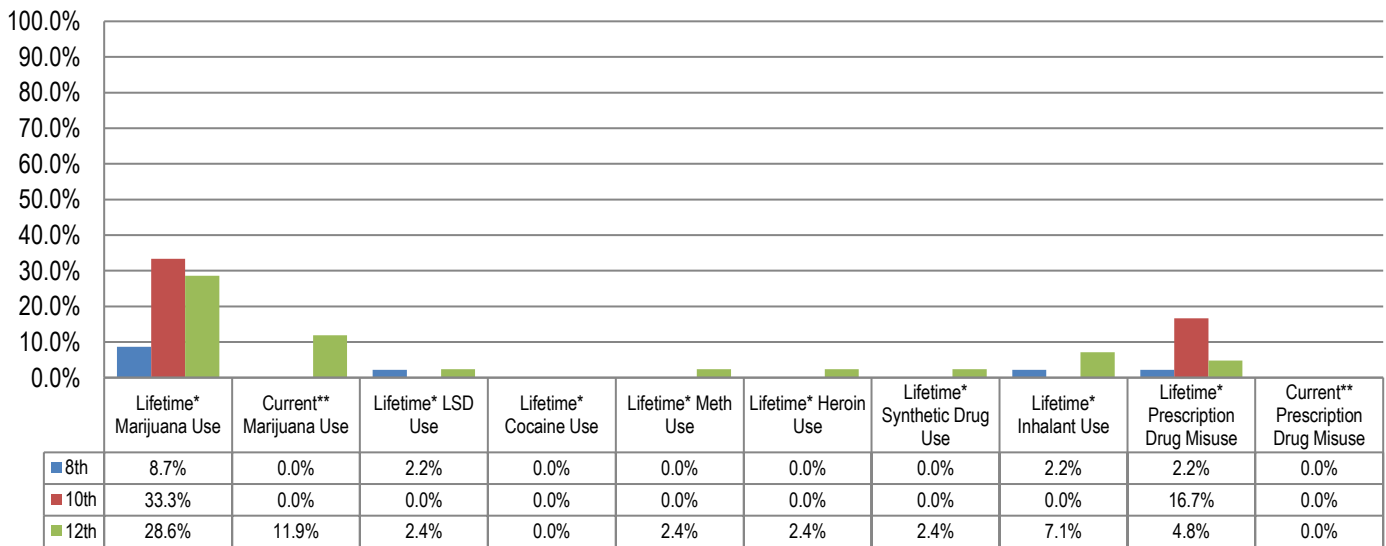 100.0%
90.0%
80.0%
70.0%
60.0%
50.0%
40.0%
30.0%
20.0%
10.0%
0.0%
Lifetime* Marijuana Use Current** Marijuana Use Lifetime* LSD Use Lifetime* Cocaine Use Lifetime* Meth Use Lifetime* Heroin Use Lifetime* Synthetic Drug Use Lifetime* Inhalant Use Lifetime* Prescription Drug Misuse Current** Prescription Drug Misuse
8th 8.7% 0.0% 2.2% 0.0% 0.0% 0.0% 0.0% 2.2% 2.2% 0.0%
10th 33.3% 0.0% 0.0% 0.0% 0.0% 0.0% 0.0% 0.0% 16.7% 0.0%
12th 28.6% 11.9% 2.4% 0.0% 2.4% 2.4% 2.4% 7.1% 4.8% 0.0%